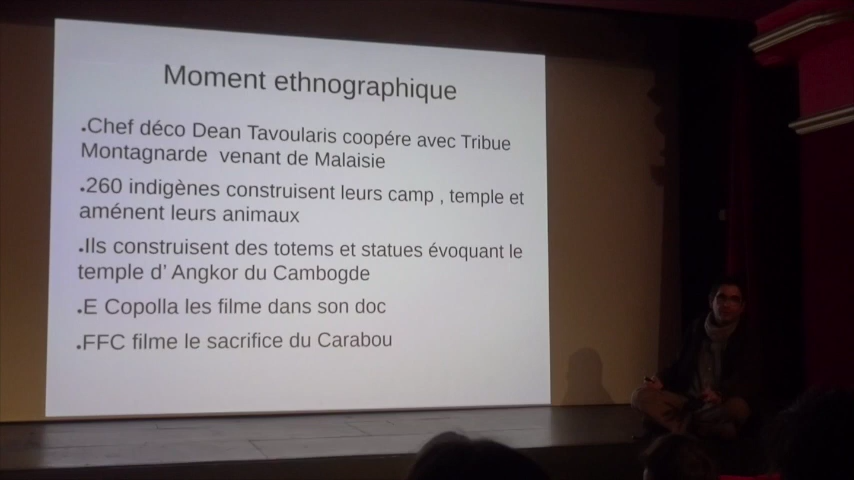 Moment ethnographique
.Chef déco Dean Tavoularis coopére avec Tribue
Montagnarde venant de Malaisie
.260 indigènes construisent leurs camp , temple et
aménent leurs animaux
.Ils construisent des totems et statues évoquant le
temple d' Angkor du Cambogde
.E Copolla les filme dans son doc
.FFC filme le sacrifice du Carabou